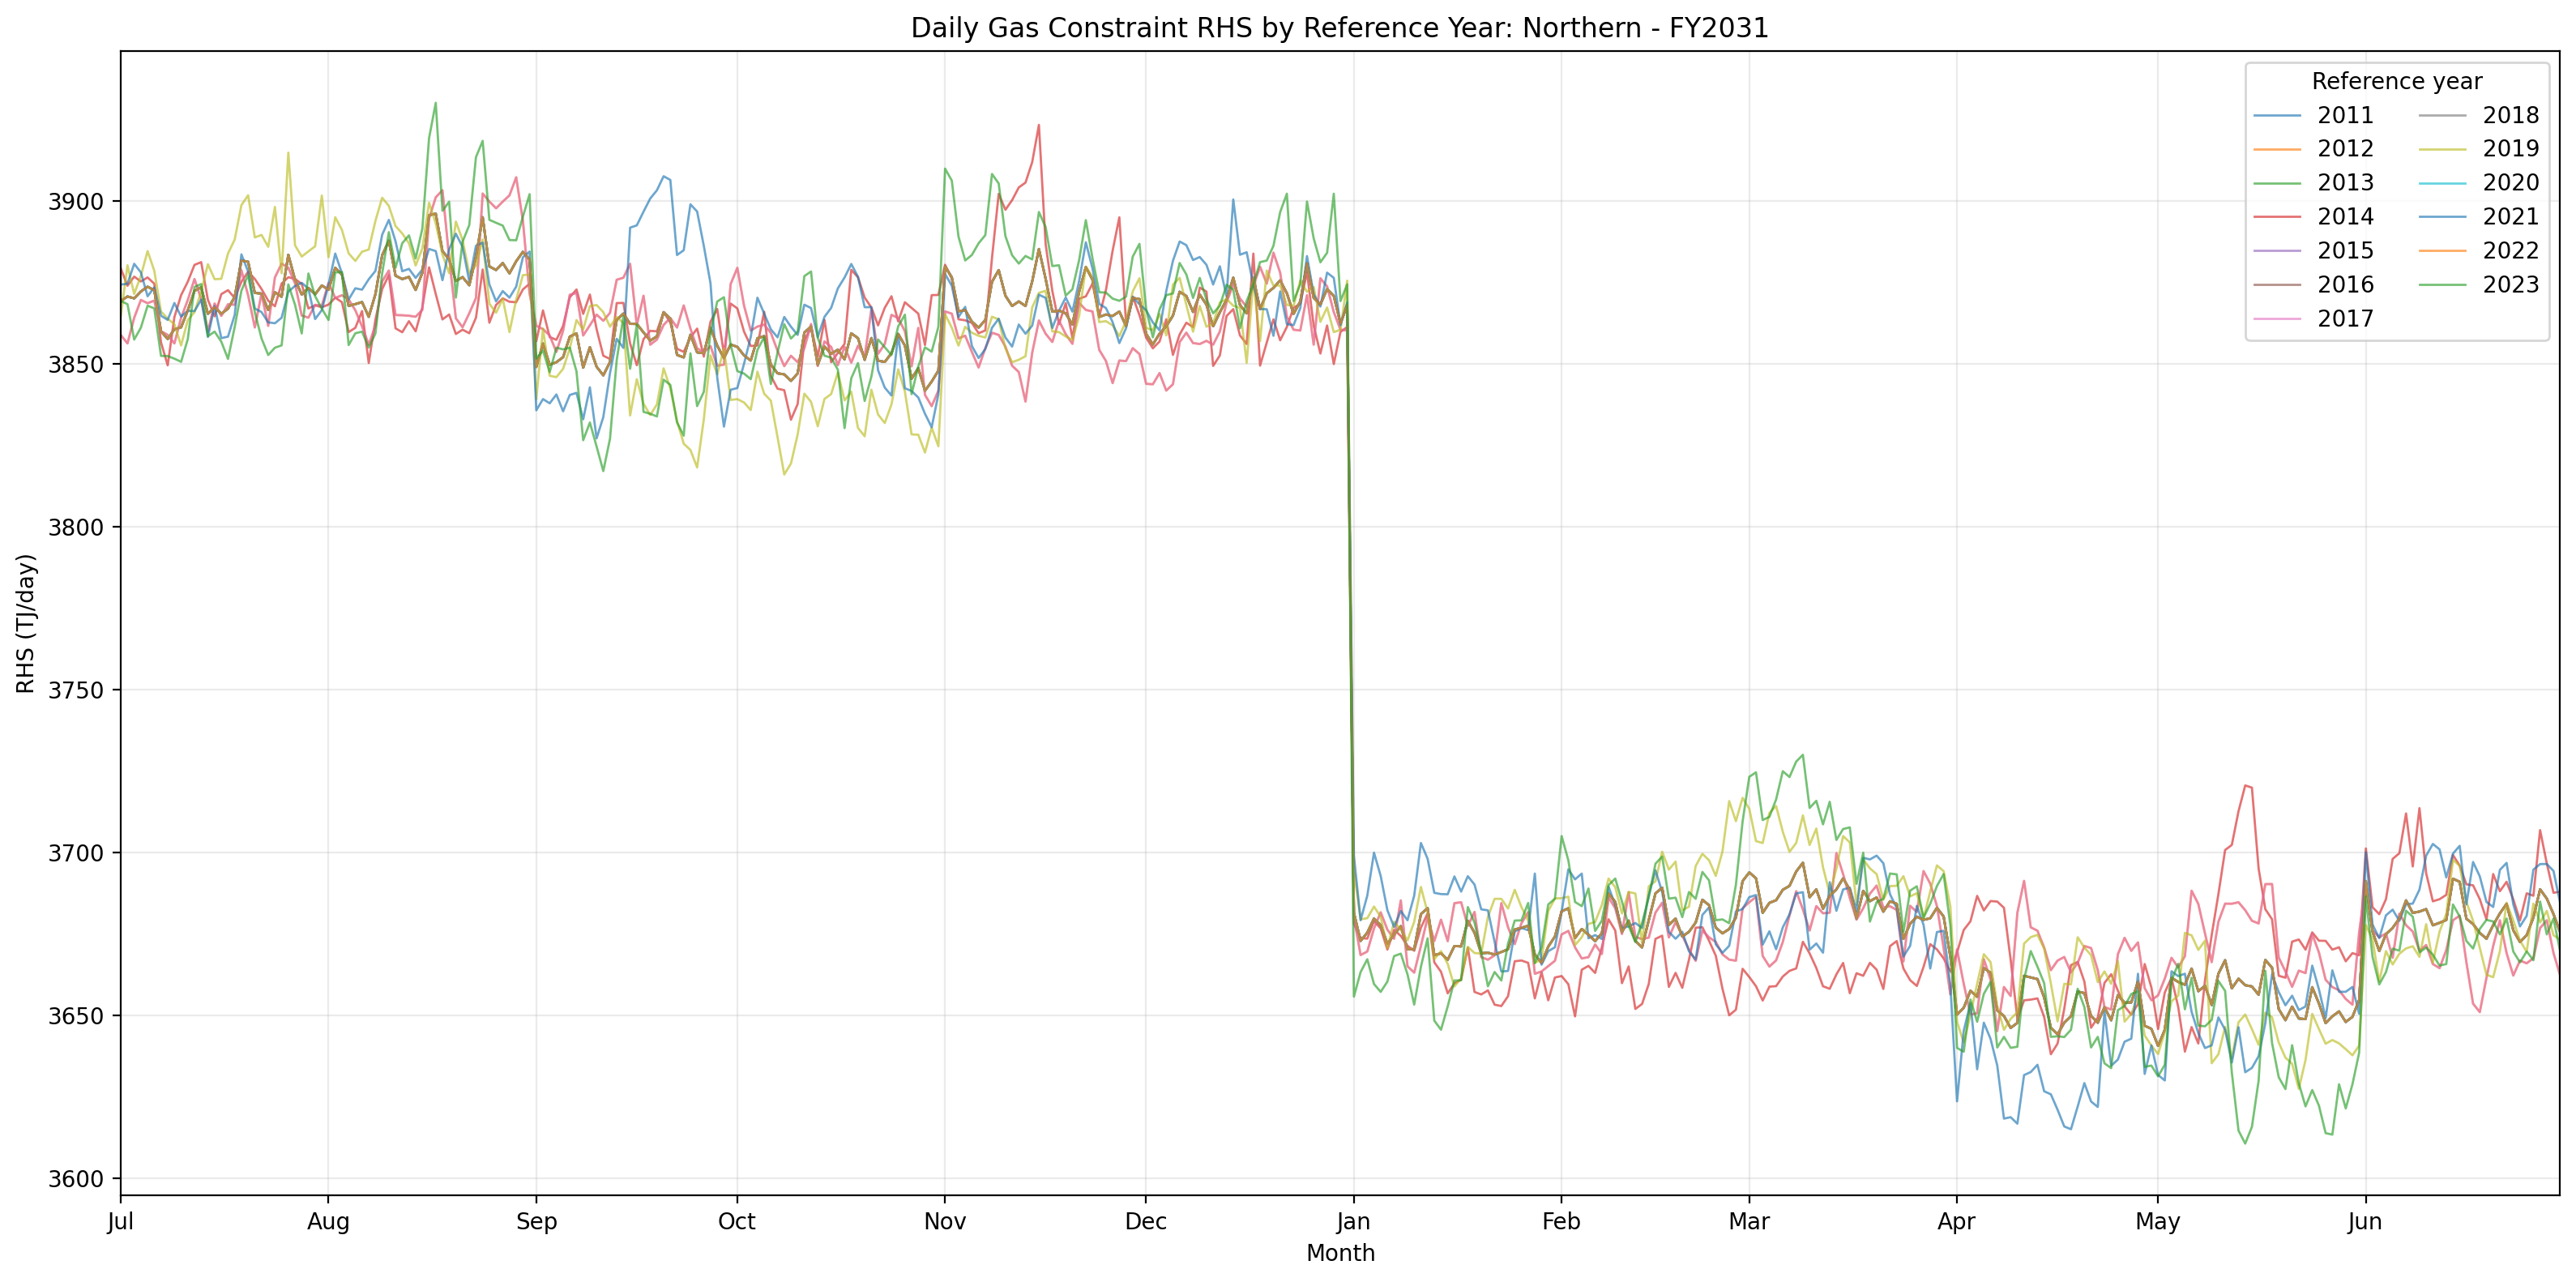 Daily Gas Constraint RHS by Reference Year: Northern - FY2031
Reference year
2011 2018
2012 2019
2013 2020
2014 2021
2015 2022
2016 2023
2017
3900
3850
3800
3750
3700
3650
3600
RHS (TJ/day)
Jul Aug Sep Oct Nov Dec Jan Feb Mar Apr May Jun
Month